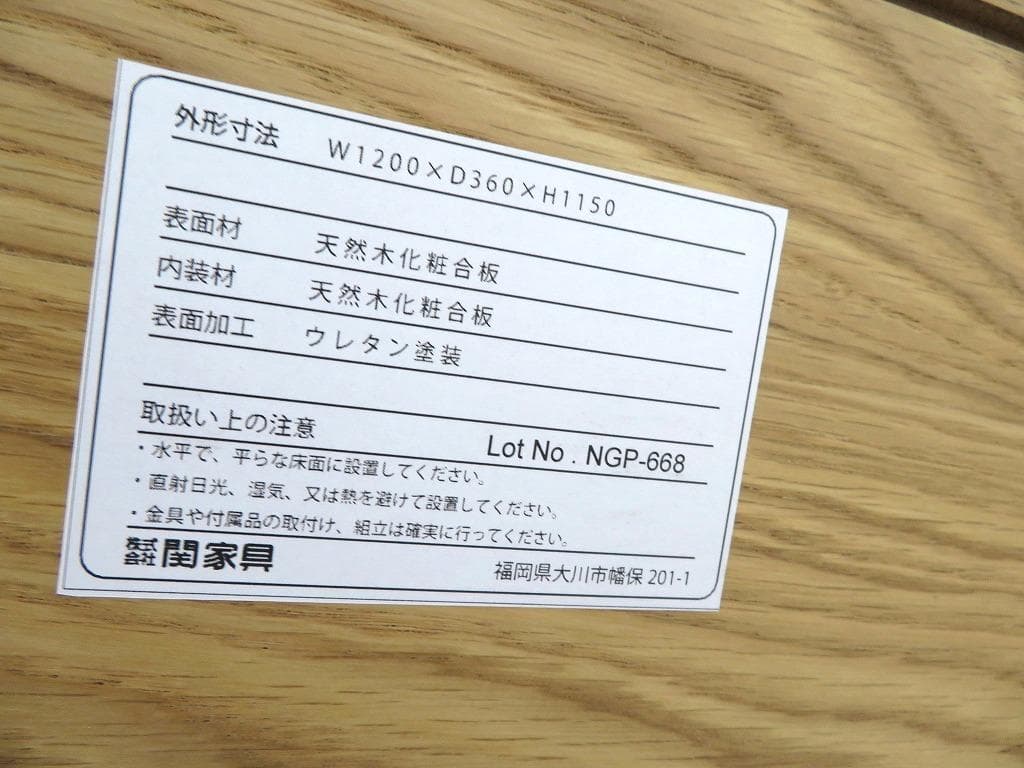 外形寸法 W1200×D360×H1150
表面材 天然木化粧合板
内装材 天然木化粧合板
表面加工 ウレタン塗装
取扱い上の注意 Lot No . NGP-668
・水平で、平らな床面に設置してください。
・直射日光、湿気、又は熱を避けて設置してください。
・金具や付属品の取付け、組立は確実に行ってください。
株式会社 関家具 福岡県大川市幡保 201-1